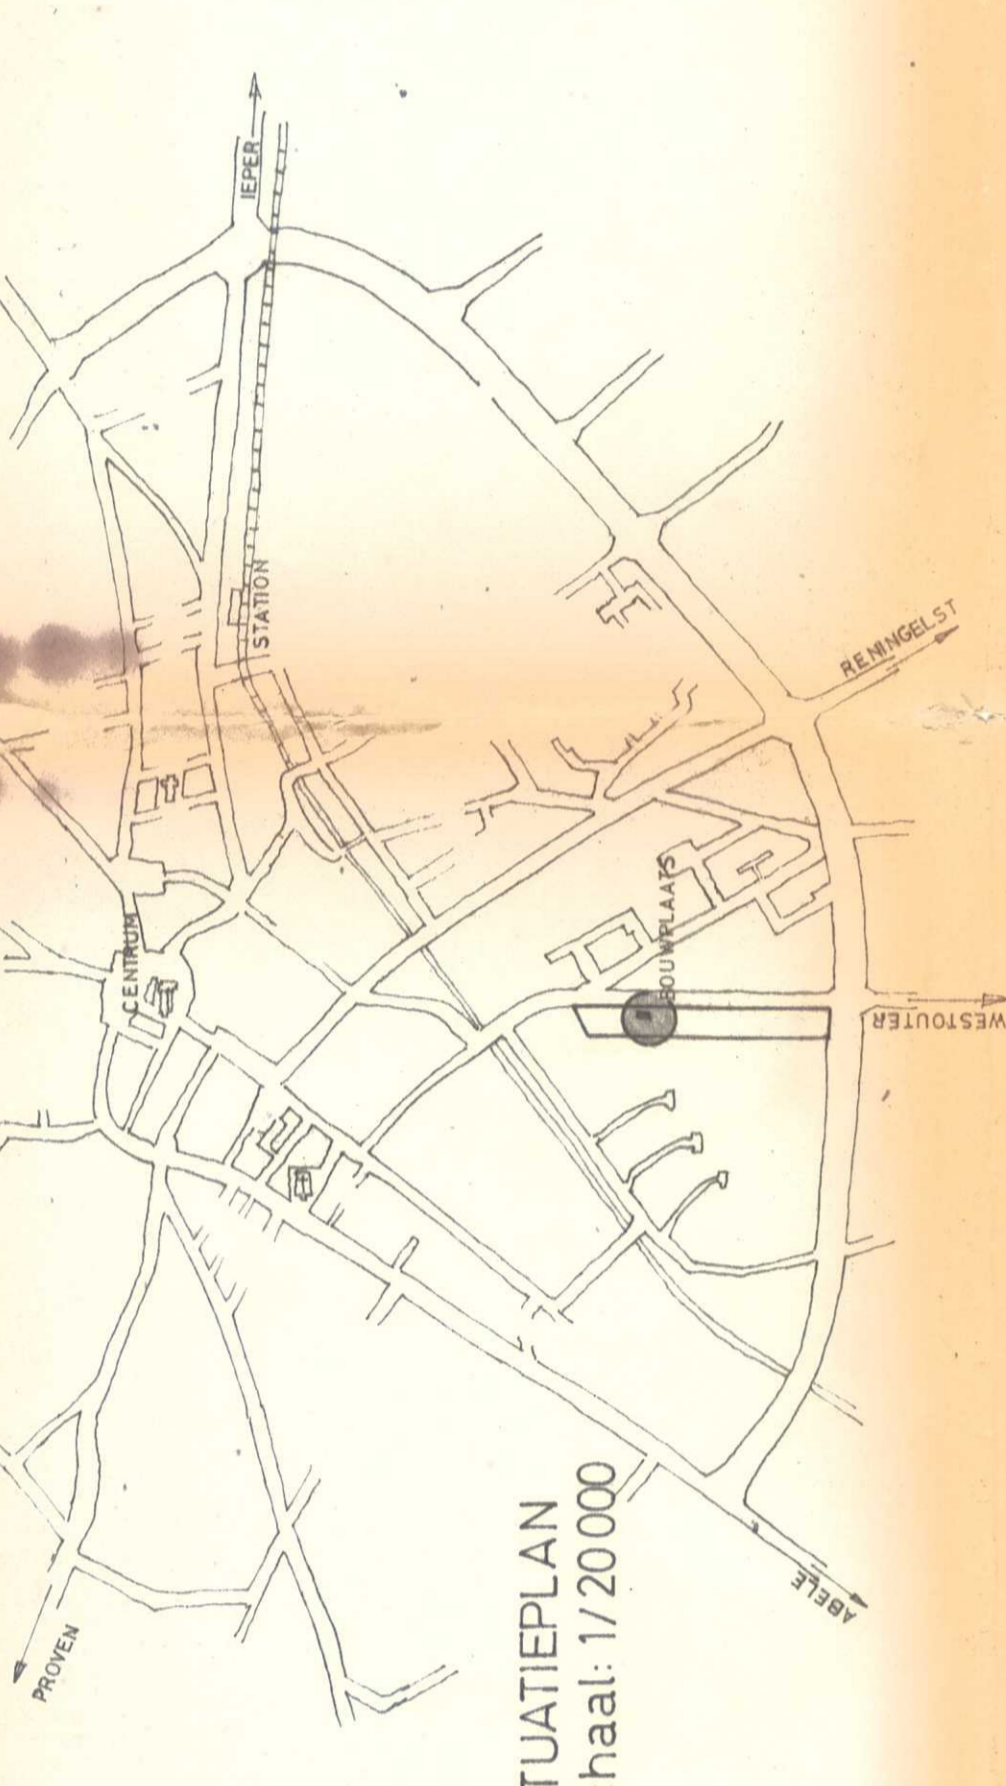 IEPER
STATION
RENINGELST
CENTRUM
BOUWPLAATS
WESTOUTER
ABELE
PROVEN
TUATIEPLAN
haal: 1/20000